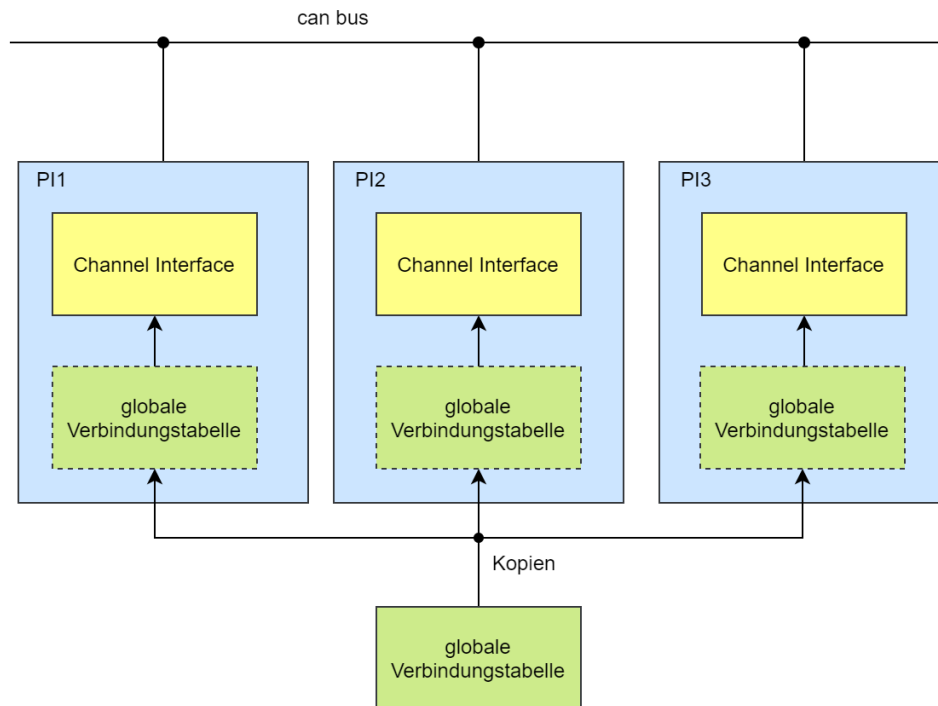 can bus
PI1
PI2
PI3
Channel Interface
Channel Interface
Channel Interface
globale
Verbindungstabelle
globale
Verbindungstabelle
globale
Verbindungstabelle
Kopien
globale
Verbindungstabelle